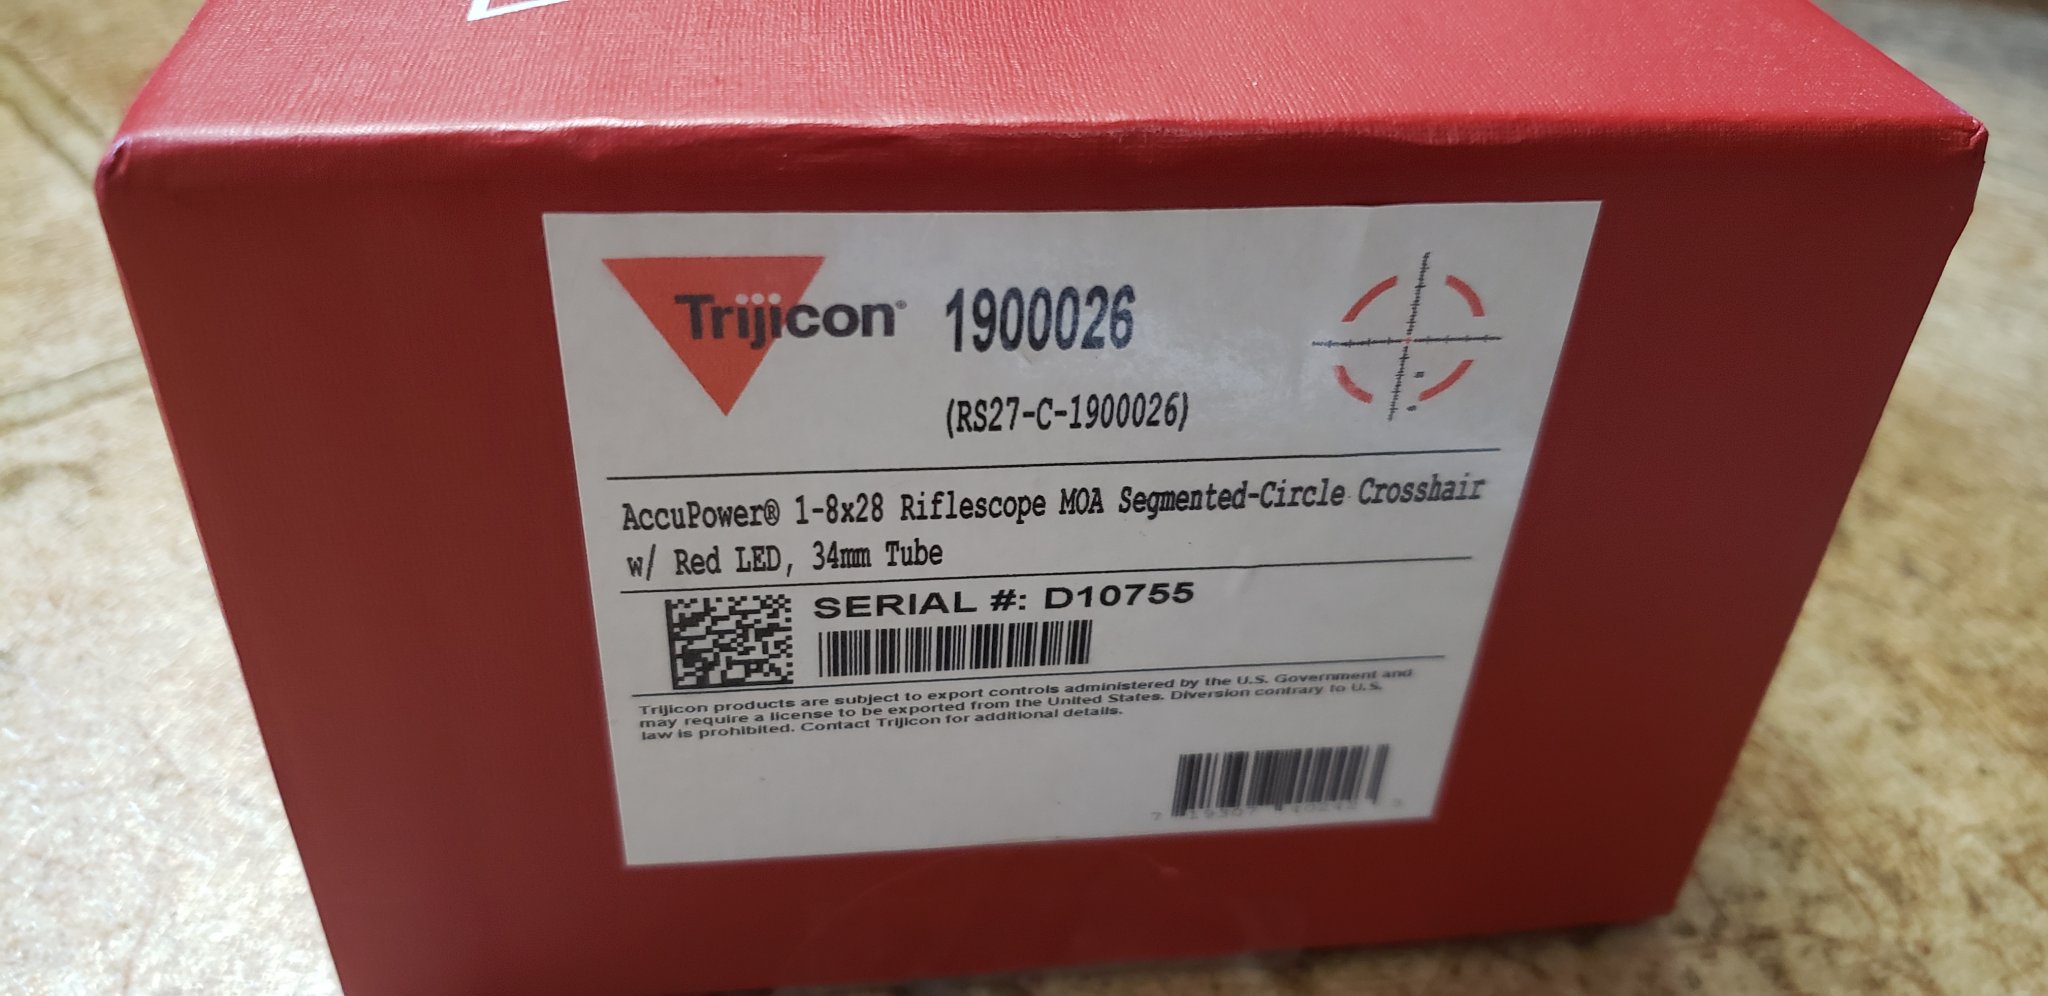 Trijicon® 1900026
(RS27-C-1900026)
AccuPower® 1-8x28 Riflescope MOA Segmented-Circle Crosshair
w/ Red LED, 34mm Tube
SERIAL #: D10755
Trijicon products are subject to export controls administered by the U.S. Government and
may require a license to be exported from the United States. Diversion contrary to U.S.
law is prohibited. Contact Trijicon for additional details.